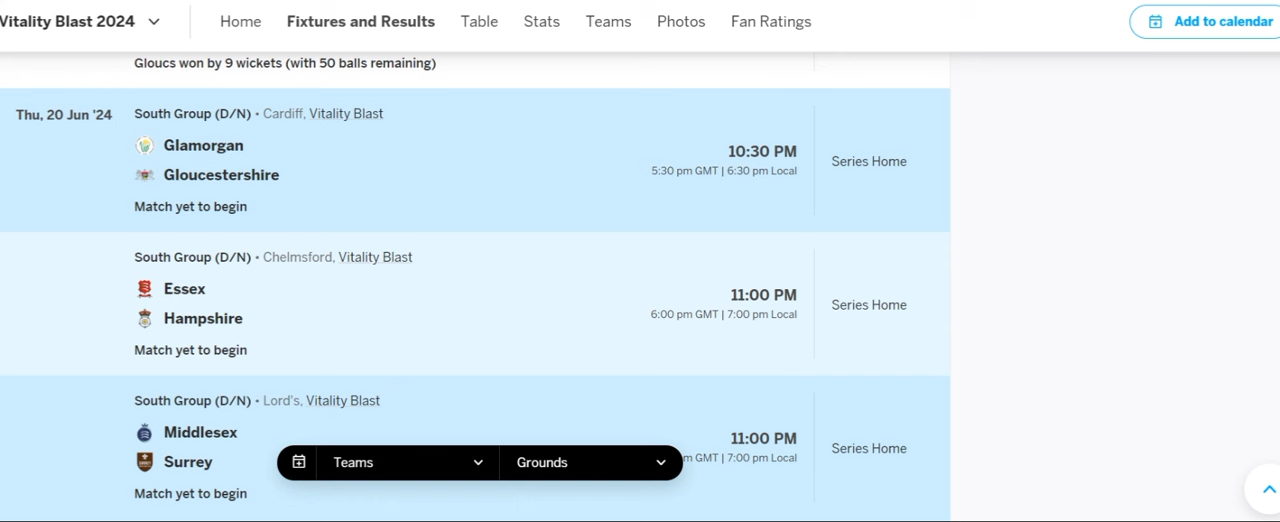 Vitality Blast 2024
Home
Fixtures and Results
Table
Stats
Teams
Photos
Fan Ratings
Add to calendar
Gloucs won by 9 wickets (with 50 balls remaining)
Thu, 20 Jun '24
South Group (D/N) • Cardiff, Vitality Blast
Glamorgan
Gloucestershire
Match yet to begin
10:30 PM
5:30 pm GMT | 6:30 pm Local
Series Home
South Group (D/N) • Chelmsford, Vitality Blast
Essex
Hampshire
Match yet to begin
11:00 PM
6:00 pm GMT | 7:00 pm Local
Series Home
South Group (D/N) • Lord's, Vitality Blast
Middlesex
Surrey
Match yet to begin
11:00 PM
m GMT | 7:00 pm Local
Series Home
Teams
Grounds